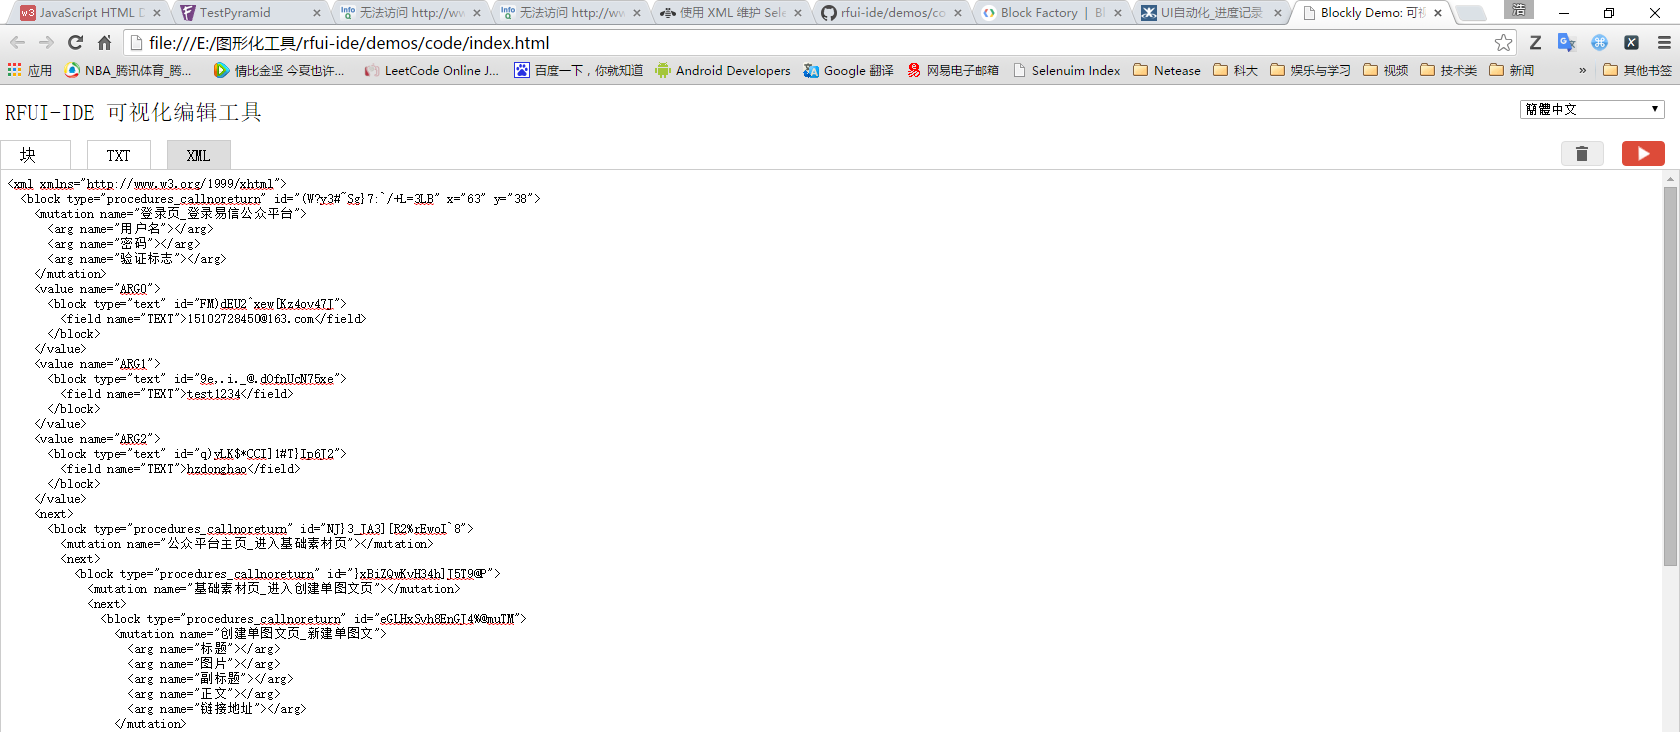 JavaScript HTML D
TestPyramid
无法访问 http://ww
无法访问 http://ww
使用 XML 维护 Sele
rfui-ide/demos/co
Block Factory | Bl
UI自动化_进度记录
Blockly Demo: 可视
浩
file:///E:/图形化工具/rfui-ide/demos/code/index.html
应用
NBA_腾讯体育_腾...
情比金坚 今夏也许...
LeetCode Online J...
百度一下，你就知道
Android Developers
Google 翻译
网易电子邮箱
Selenuim Index
Netease
科大
娱乐与学习
视频
技术类
新闻
»
其他书签
RFUI-IDE 可视化编辑工具
簡體中文
块
TXT
XML
<xml xmlns="http://www.w3.org/1999/xhtml">
<block type="procedures_callnoreturn" id="(W?y3#~Sg}7:`/+L=3LB" x="63" y="38">
<mutation name="登录页_登录易信公众平台">
<arg name="用户名"></arg>
<arg name="密码"></arg>
<arg name="验证标志"></arg>
</mutation>
<value name="ARG0">
<block type="text" id="FM)dEU2^xew[Kz4ov47J">
<field name="TEXT">15102728450@163.com</field>
</block>
</value>
<value name="ARG1">
<block type="text" id="9e,.i._@.dOfnUcN75xe">
<field name="TEXT">test1234</field>
</block>
</value>
<value name="ARG2">
<block type="text" id="q)yLK$*CCI]1#T}Ip6I2">
<field name="TEXT">hzdonghao</field>
</block>
</value>
<next>
<block type="procedures_callnoreturn" id="NJ}3_IA3][R2%rEwoI`8">
<mutation name="公众平台主页_进入基础素材页"></mutation>
<next>
<block type="procedures_callnoreturn" id="}xBiZQwKvH34h]J5T9@P">
<mutation name="基础素材页_进入创建单图文页"></mutation>
<next>
<block type="procedures_callnoreturn" id="eGLHxSvh8EnGI4%@muTM">
<mutation name="创建单图文页_新建单图文">
<arg name="标题"></arg>
<arg name="图片"></arg>
<arg name="副标题"></arg>
<arg name="正文"></arg>
<arg name="链接地址"></arg>
</mutation>